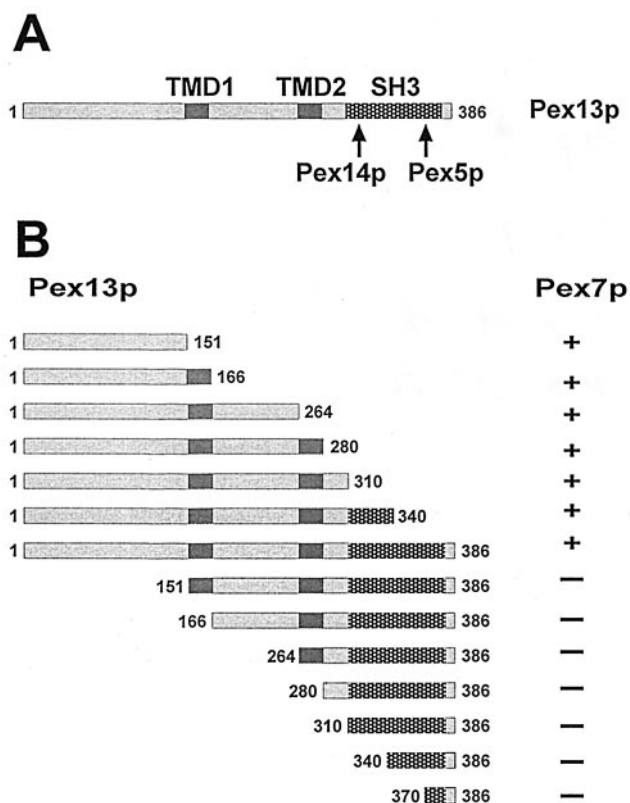 A
TMD1 TMD2 SH3
1 386 Pex13p
Pex14p Pex5p
B
Pex13p Pex7p
1 151 +
1 166 +
1 264 +
1 280 +
1 310 +
1 340 +
1 386 +
151 386 −
166 386 −
264 386 −
280 386 −
310 386 −
340 386 −
370 386 −